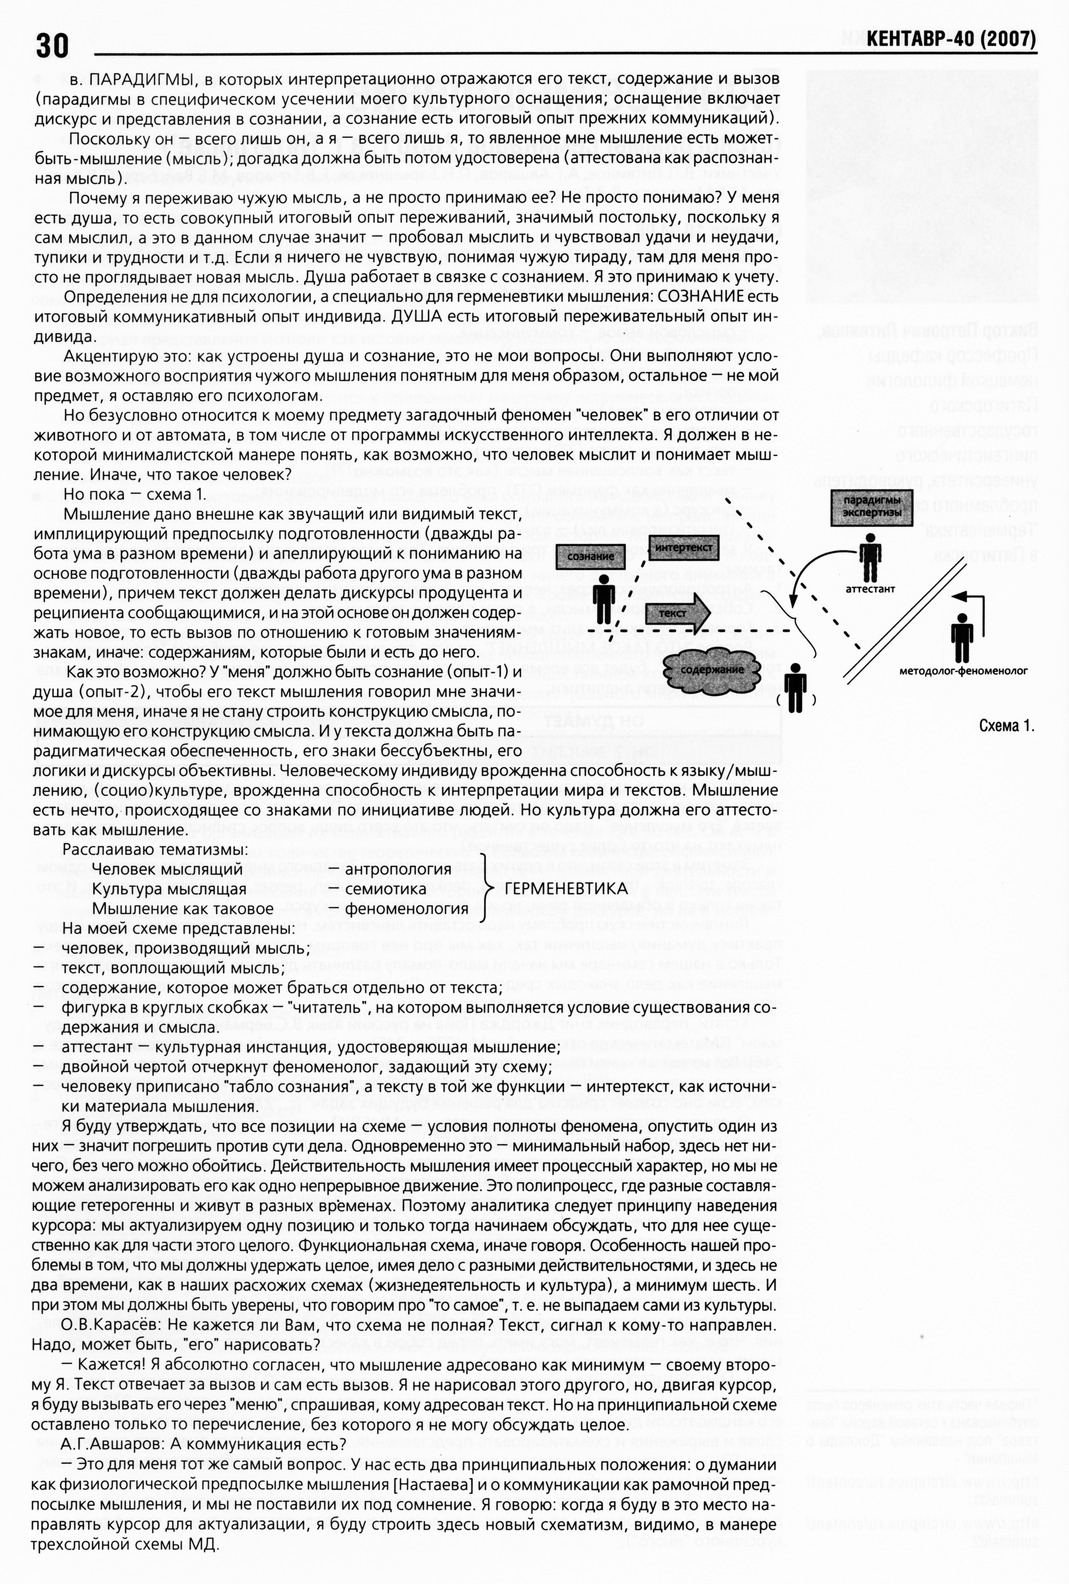 30
КЕНТАВР-40 (2007)
в. ПАРАДИГМЫ, в которых интерпретационно отражаются его текст, содержание и вызов
(парадигмы в специфическом усечении моего культурного оснащения; оснащение включает
дискурс и представления в сознании, а сознание есть итоговый опыт прежних коммуникаций).
Поскольку он — всего лишь он, а я — всего лишь я, то явленное мне мышление есть может-
быть-мышление (мысль); догадка должна быть потом удостоверена (аттестована как распознан-
ная мысль).
Почему я переживаю чужую мысль, а не просто принимаю ее? Не просто понимаю? У меня
есть душа, то есть совокупный итоговый опыт переживаний, значимый постольку, поскольку я
сам мыслил, а это в данном случае значит — пробовал мыслить и чувствовал удачи и неудачи,
тупики и трудности и т.д. Если я ничего не чувствую, понимая чужую тираду, там для меня про-
сто не проглядывает новая мысль. Душа работает в связке с сознанием. Я это принимаю к учету.
Определения не для психологии, а специально для герменевтики мышления: СОЗНАНИЕ есть
итоговый коммуникативный опыт индивида. ДУША есть итоговый переживательный опыт ин-
дивида.
Акцентирую это: как устроены душа и сознание, это не мои вопросы. Они выполняют усло-
вие возможного восприятия чужого мышления понятным для меня образом, остальное — не мой
предмет, я оставляю его психологам.
Но безусловно относится к моему предмету загадочный феномен "человек" в его отличии от
животного и от автомата, в том числе от программы искусственного интеллекта. Я должен в не-
которой минималистской манере понять, как возможно, что человек мыслит и понимает мыш-
ление. Иначе, что такое человек?
Но пока — схема 1.
Мышление дано внешне как звучащий или видимый текст,
имплицирующий предпосылку подготовленности (дважды ра-
бота ума в разном времени) и апеллирующий к пониманию на
основе подготовленности (дважды работа другого ума в разном
времени), причем текст должен делать дискурсы продуцента и
реципиента сообщающимися, и на этой основе он должен содер-
жать новое, то есть вызов по отношению к готовым значениям-
знакам, иначе: содержаниям, которые были и есть до него.
Как это возможно? У "меня" должно быть сознание (опыт-1) и
душа (опыт-2), чтобы его текст мышления говорил мне значи-
мое для меня, иначе я не стану строить конструкцию смысла, по-
нимающую его конструкцию смысла. И у текста должна быть па-
радигматическая обеспеченность, его знаки бессубъектны, его
логики и дискурсы объективны. Человеческому индивиду врожденна способность к языку/мыш-
лению, (социо)культуре, врожденна способность к интерпретации мира и текстов. Мышление
есть нечто, происходящее со знаками по инициативе людей. Но культура должна его аттесто-
вать как мышление.
парадигмы
экспертизы
сознание
интертекст
аттестант
текст
содержание
методолог-феноменолог
Схема 1.
Расслаиваю тематизмы:
Человек мыслящий — антропология
Культура мыслящая — семиотика ГЕРМЕНЕВТИКА
Мышление как таковое — феноменология
На моей схеме представлены:
— человек, производящий мысль;
— текст, воплощающий мысль;
— содержание, которое может браться отдельно от текста;
— фигурка в круглых скобках — "читатель", на котором выполняется условие существования со-
держания и смысла.
— аттестант — культурная инстанция, удостоверяющая мышление;
— двойной чертой отчеркнут феноменолог, задающий эту схему;
— человеку приписано "табло сознания", а тексту в той же функции — интертекст, как источни-
ки материала мышления.
Я буду утверждать, что все позиции на схеме — условия полноты феномена, опустить один из
них — значит погрешить против сути дела. Одновременно это — минимальный набор, здесь нет ни-
чего, без чего можно обойтись. Действительность мышления имеет процессный характер, но мы не
можем анализировать его как одно непрерывное движение. Это полипроцесс, где разные составля-
ющие гетерогенны и живут в разных временах. Поэтому аналитика следует принципу наведения
курсора: мы актуализируем одну позицию и только тогда начинаем обсуждать, что для нее суще-
ственно как для части этого целого. Функциональная схема, иначе говоря. Особенность нашей про-
блемы в том, что мы должны удержать целое, имея дело с разными действительностями, и здесь не
два времени, как в наших расхожих схемах (жизнедеятельность и культура), а минимум шесть. И
при этом мы должны быть уверены, что говорим про "то самое", т. е. не выпадаем сами из культуры.
О.В.Карасёв: Не кажется ли Вам, что схема не полная? Текст, сигнал к кому-то направлен.
Надо, может быть, "его" нарисовать?
— Кажется! Я абсолютно согласен, что мышление адресовано как минимум — своему второ-
му Я. Текст отвечает за вызов и сам есть вызов. Я не нарисовал этого другого, но, двигая курсор,
я буду вызывать его через "меню", спрашивая, кому адресован текст. Но на принципиальной схеме
оставлено только то перечисление, без которого я не могу обсуждать целое.
А.Г.Авшаров: А коммуникация есть?
— Это для меня тот же самый вопрос. У нас есть два принципиальных положения: о думании
как физиологической предпосылке мышления [Настаева] и о коммуникации как рамочной пред-
посылке мышления, и мы не поставили их под сомнение. Я говорю: когда я буду в это место на-
правлять курсор для актуализации, я буду строить здесь новый схематизм, видимо, в манере
трехслойной схемы МД.